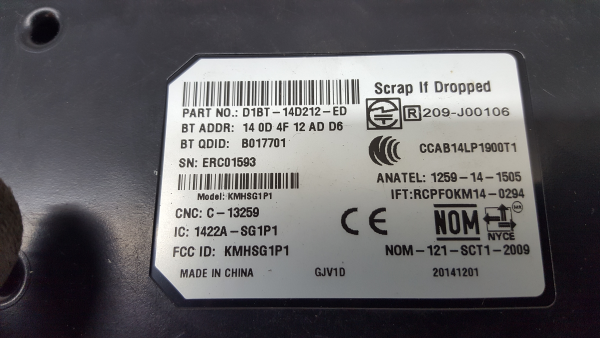 Scrap If Dropped
PART NO.: D1BT-14D212-ED
R 209-J00106
BT ADDR: 14 0D 4F 12 AD D6
BT QDID: B017701
CCAB14LP1900T1
SN: ERC01593
ANATEL: 1259-14-1505
Model: KMHSG1P1
IFT:RCPFOKM14-0294
CNC: C-13259
CE
NOM
NYCE
IC: 1422A-SG1P1
FCC ID: KMHSG1P1
NOM-121-SCT1-2009
MADE IN CHINA
GJV1D
20141201